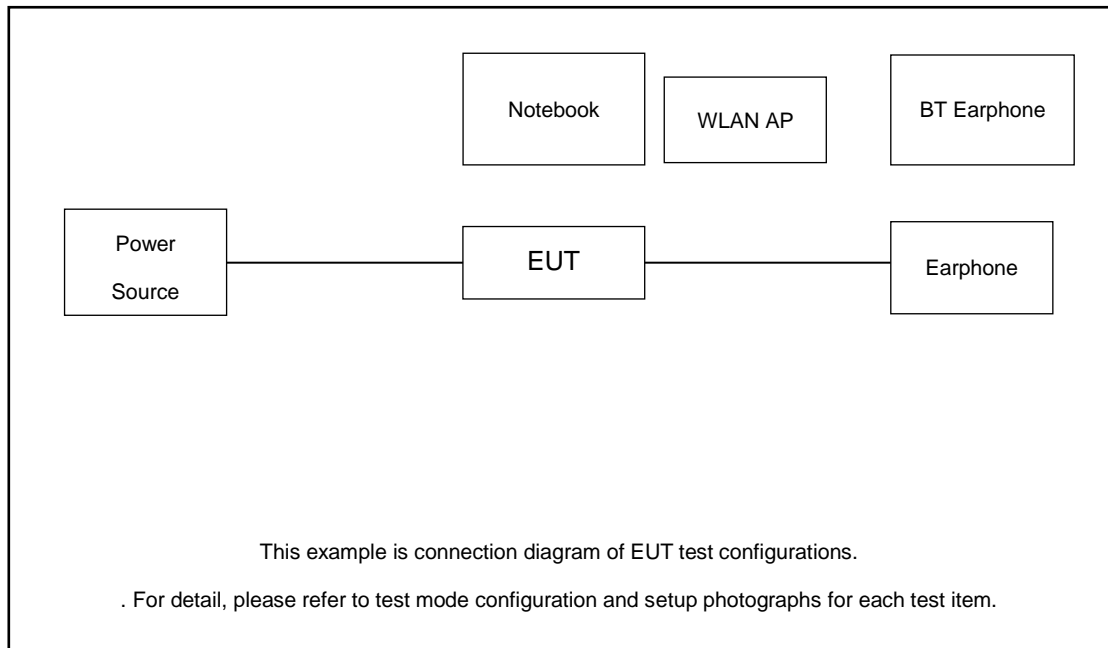 Notebook
WLAN AP
BT Earphone
Power
Source
EUT
Earphone
This example is connection diagram of EUT test configurations.
. For detail, please refer to test mode configuration and setup photographs for each test item.